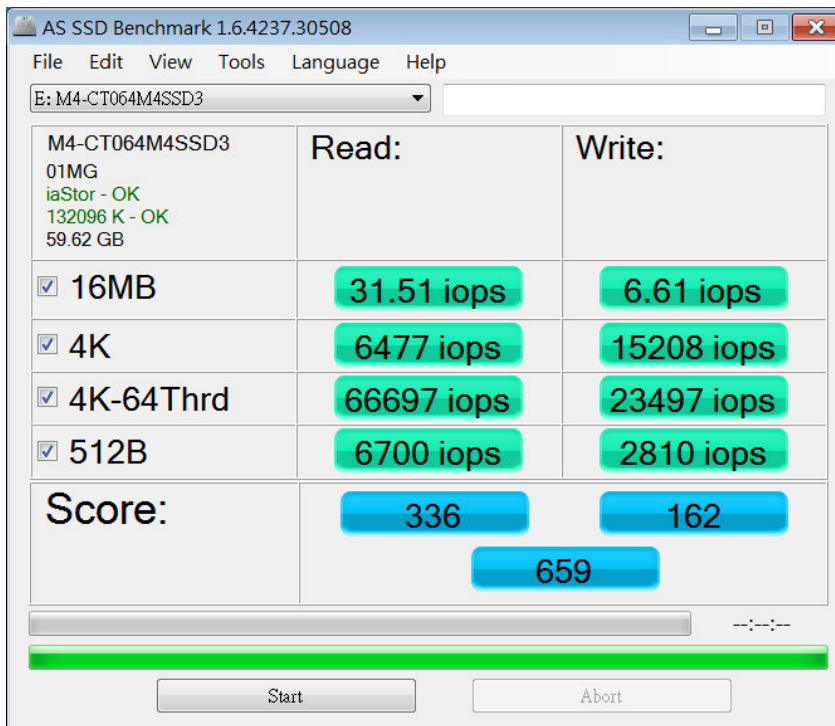 AS SSD Benchmark 1.6.4237.30508
File Edit View Tools Language Help
E: M4-CT064M4SSD3
M4-CT064M4SSD3
01MG
iaStor - OK
132096 K - OK
59.62 GB
Read: Write:
16MB 31.51 iops 6.61 iops
4K 6477 iops 15208 iops
4K-64Thrd 66697 iops 23497 iops
512B 6700 iops 2810 iops
Score: 336 162
659
--:--:--
Start Abort